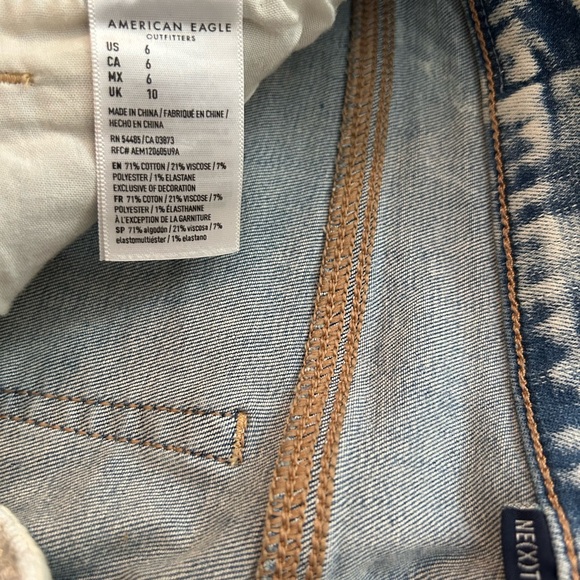 AMERICAN EAGLE
OUTFITTERS
US 6
CA 6
MX 6
UK 10
MADE IN CHINA / FABRIQUÉ EN CHINE /
HECHO EN CHINA
RN 54485 / CA 03873
RFC# AEM120605U9A
EN 71% COTTON / 21% VISCOSE / 7%
POLYESTER / 1% ELASTANE
EXCLUSIVE OF DECORATION
FR 71% COTON / 21% VISCOSE / 7%
POLYESTER / 1% ÉLASTHANNE
À L'EXCEPTION DE LA GARNITURE
SP 71% algodón / 21% viscosa / 7%
elastomultiéster / 1% elastano
NE(X)T